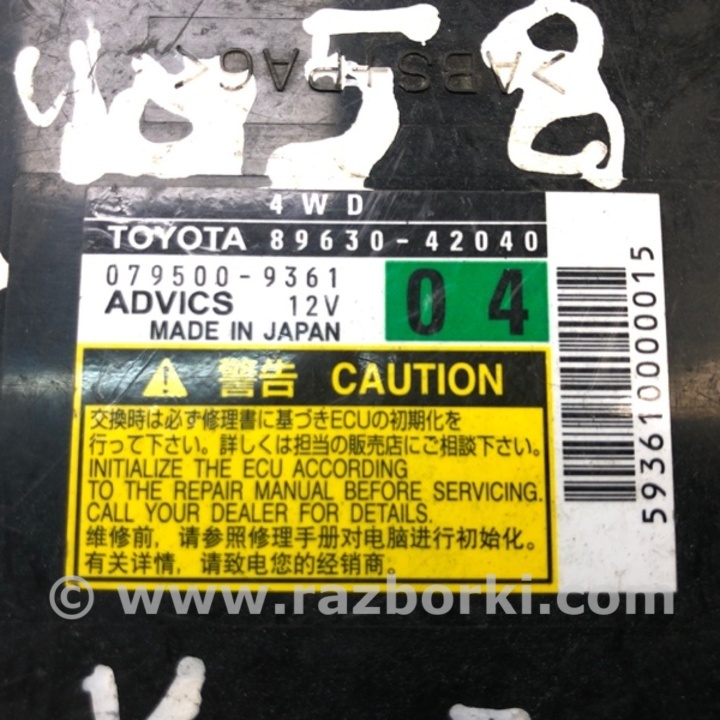 >ABS+PA6<
4058
4WD
TOYOTA 89630-42040
079500-9361
04
ADVICS 12V
MADE IN JAPAN
警告 CAUTION
交換時は必ず修理書に基づきECUの初期化を
行って下さい。詳しくは担当の販売店にご相談下さい。
INITIALIZE THE ECU ACCORDING
TO THE REPAIR MANUAL BEFORE SERVICING.
CALL YOUR DEALER FOR DETAILS.
维修前，请参照修理手册对电脑进行初始化。
有关详情，请致电您的经销商。
593610000015
© www.razborki.com